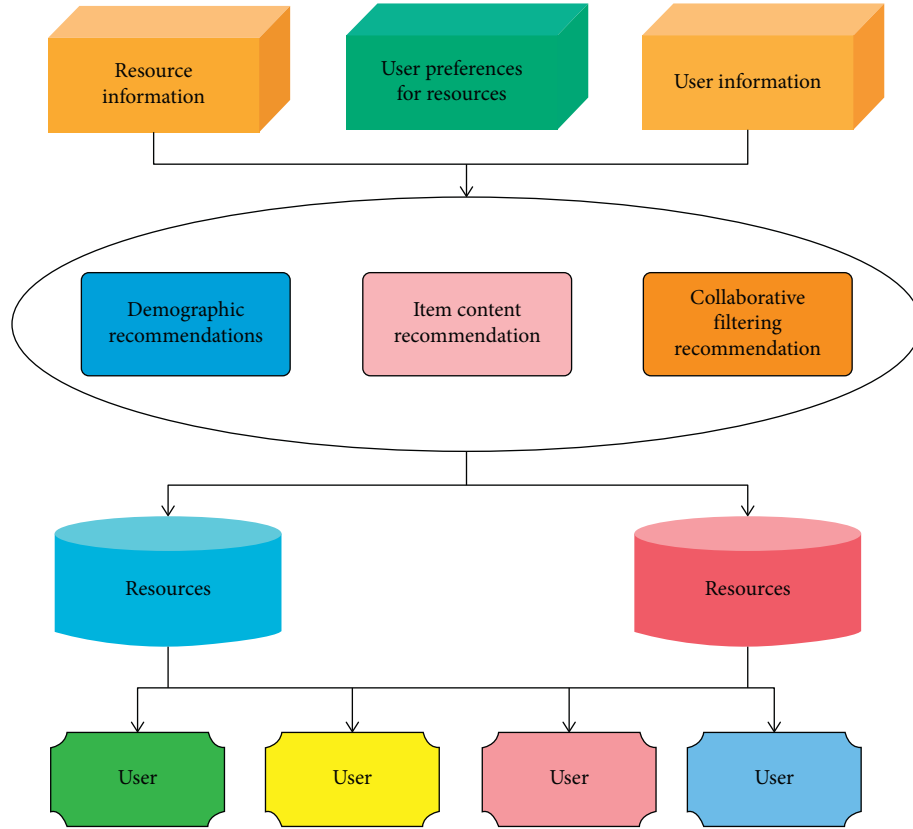 Resource
information
User preferences
for resources
User information
Demographic
recommendations
Item content
recommendation
Collaborative
filtering
recommendation
Resources
Resources
User
User
User
User